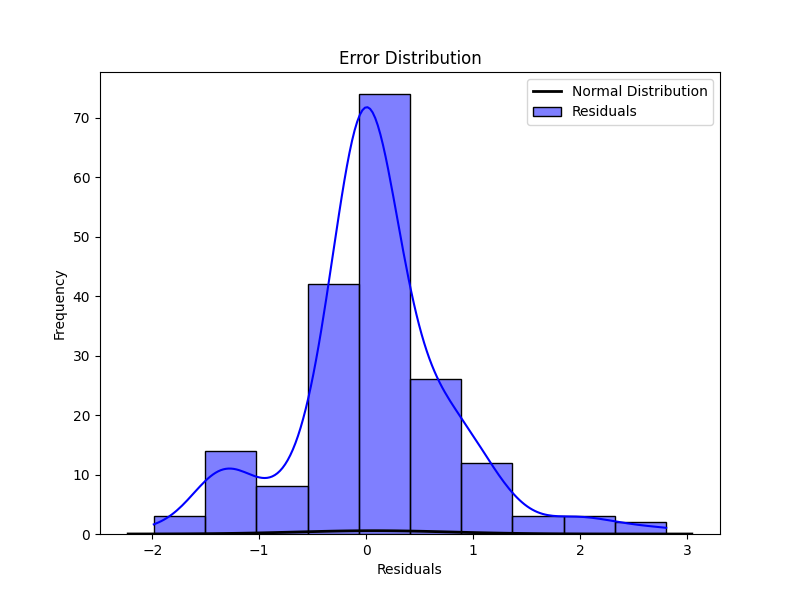 Error Distribution
Normal Distribution
Residuals
Frequency
70
60
50
40
30
20
10
0
−2
−1
0
1
2
3
Residuals